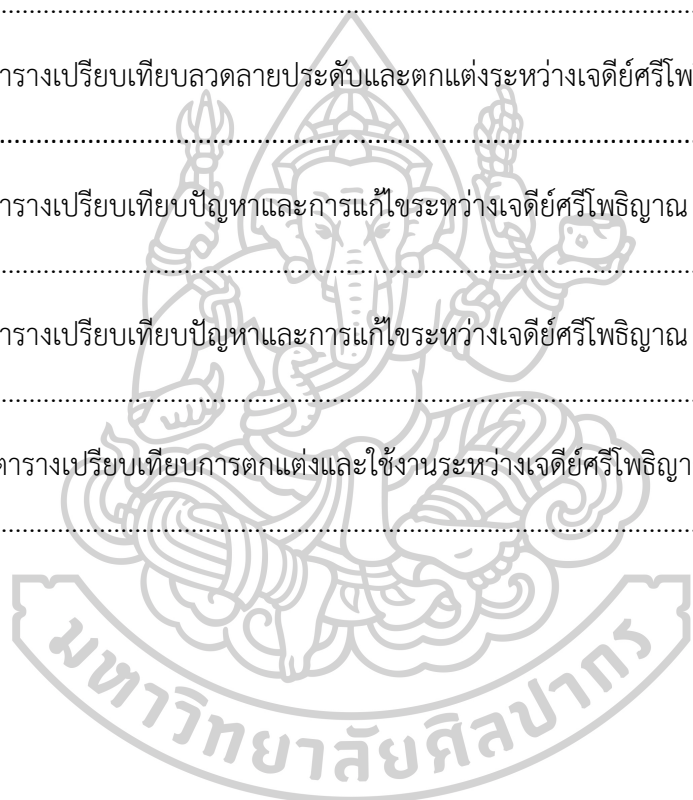 ารางเปรียบเทียบลวดลายประดับและตกแต่งระหว่างเจดีย์ศรีโพ
ารางเปรียบเทียบปัญหาและการแก้ไขระหว่างเจดีย์ศรีโพธิญาณ
ารางเปรียบเทียบปัญหาและการแก้ไขระหว่างเจดีย์ศรีโพธิญาณ
ตารางเปรียบเทียบการตกแต่งและใช้งานระหว่างเจดีย์ศรีโพธิญา
มหาวิทยาลัยศิลปากร